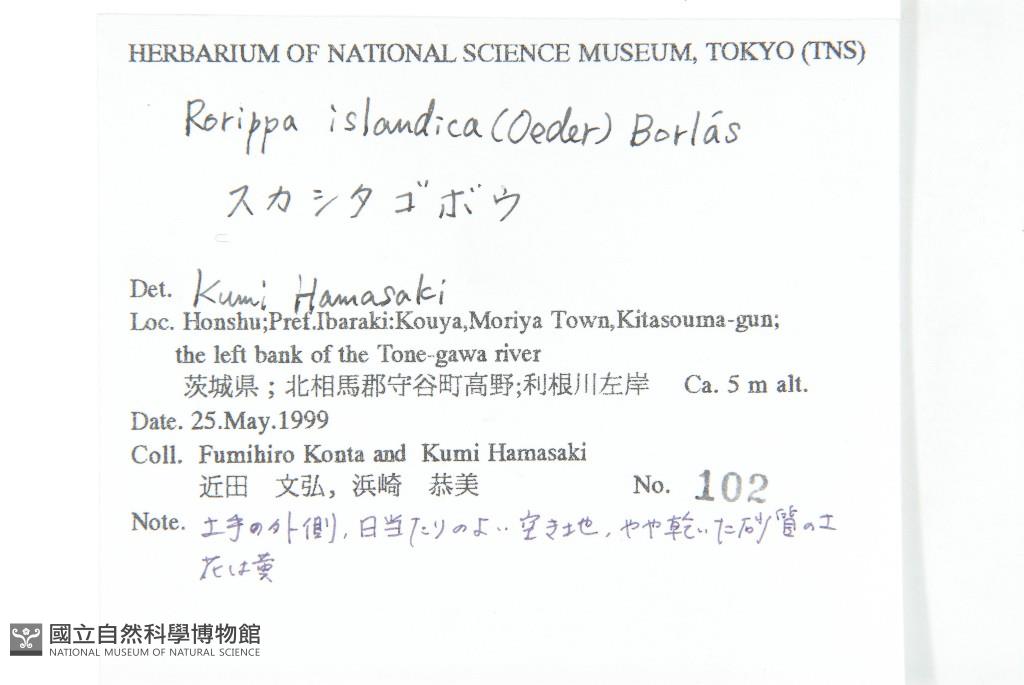 HERBARIUM OF NATIONAL SCIENCE MUSEUM, TOKYO (TNS)
Rorippa islandica (Oeder) Borlás
スカシタゴボウ
Det. Kumi Hamasaki
Loc. Honshu;Pref.Ibaraki:Kouya,Moriya Town,Kitasouma-gun;
the left bank of the Tone-gawa river
茨城県；北相馬郡守谷町高野;利根川左岸 Ca. 5 m alt.
Date. 25.May.1999
Coll. Fumihiro Konta and Kumi Hamasaki
近田 文弘, 浜崎 恭美 No. 102
Note. 土手の外側, 日当たりのよい空き地, やや乾いた砂質の土
花は黄
國立自然科學博物館
NATIONAL MUSEUM OF NATURAL SCIENCE